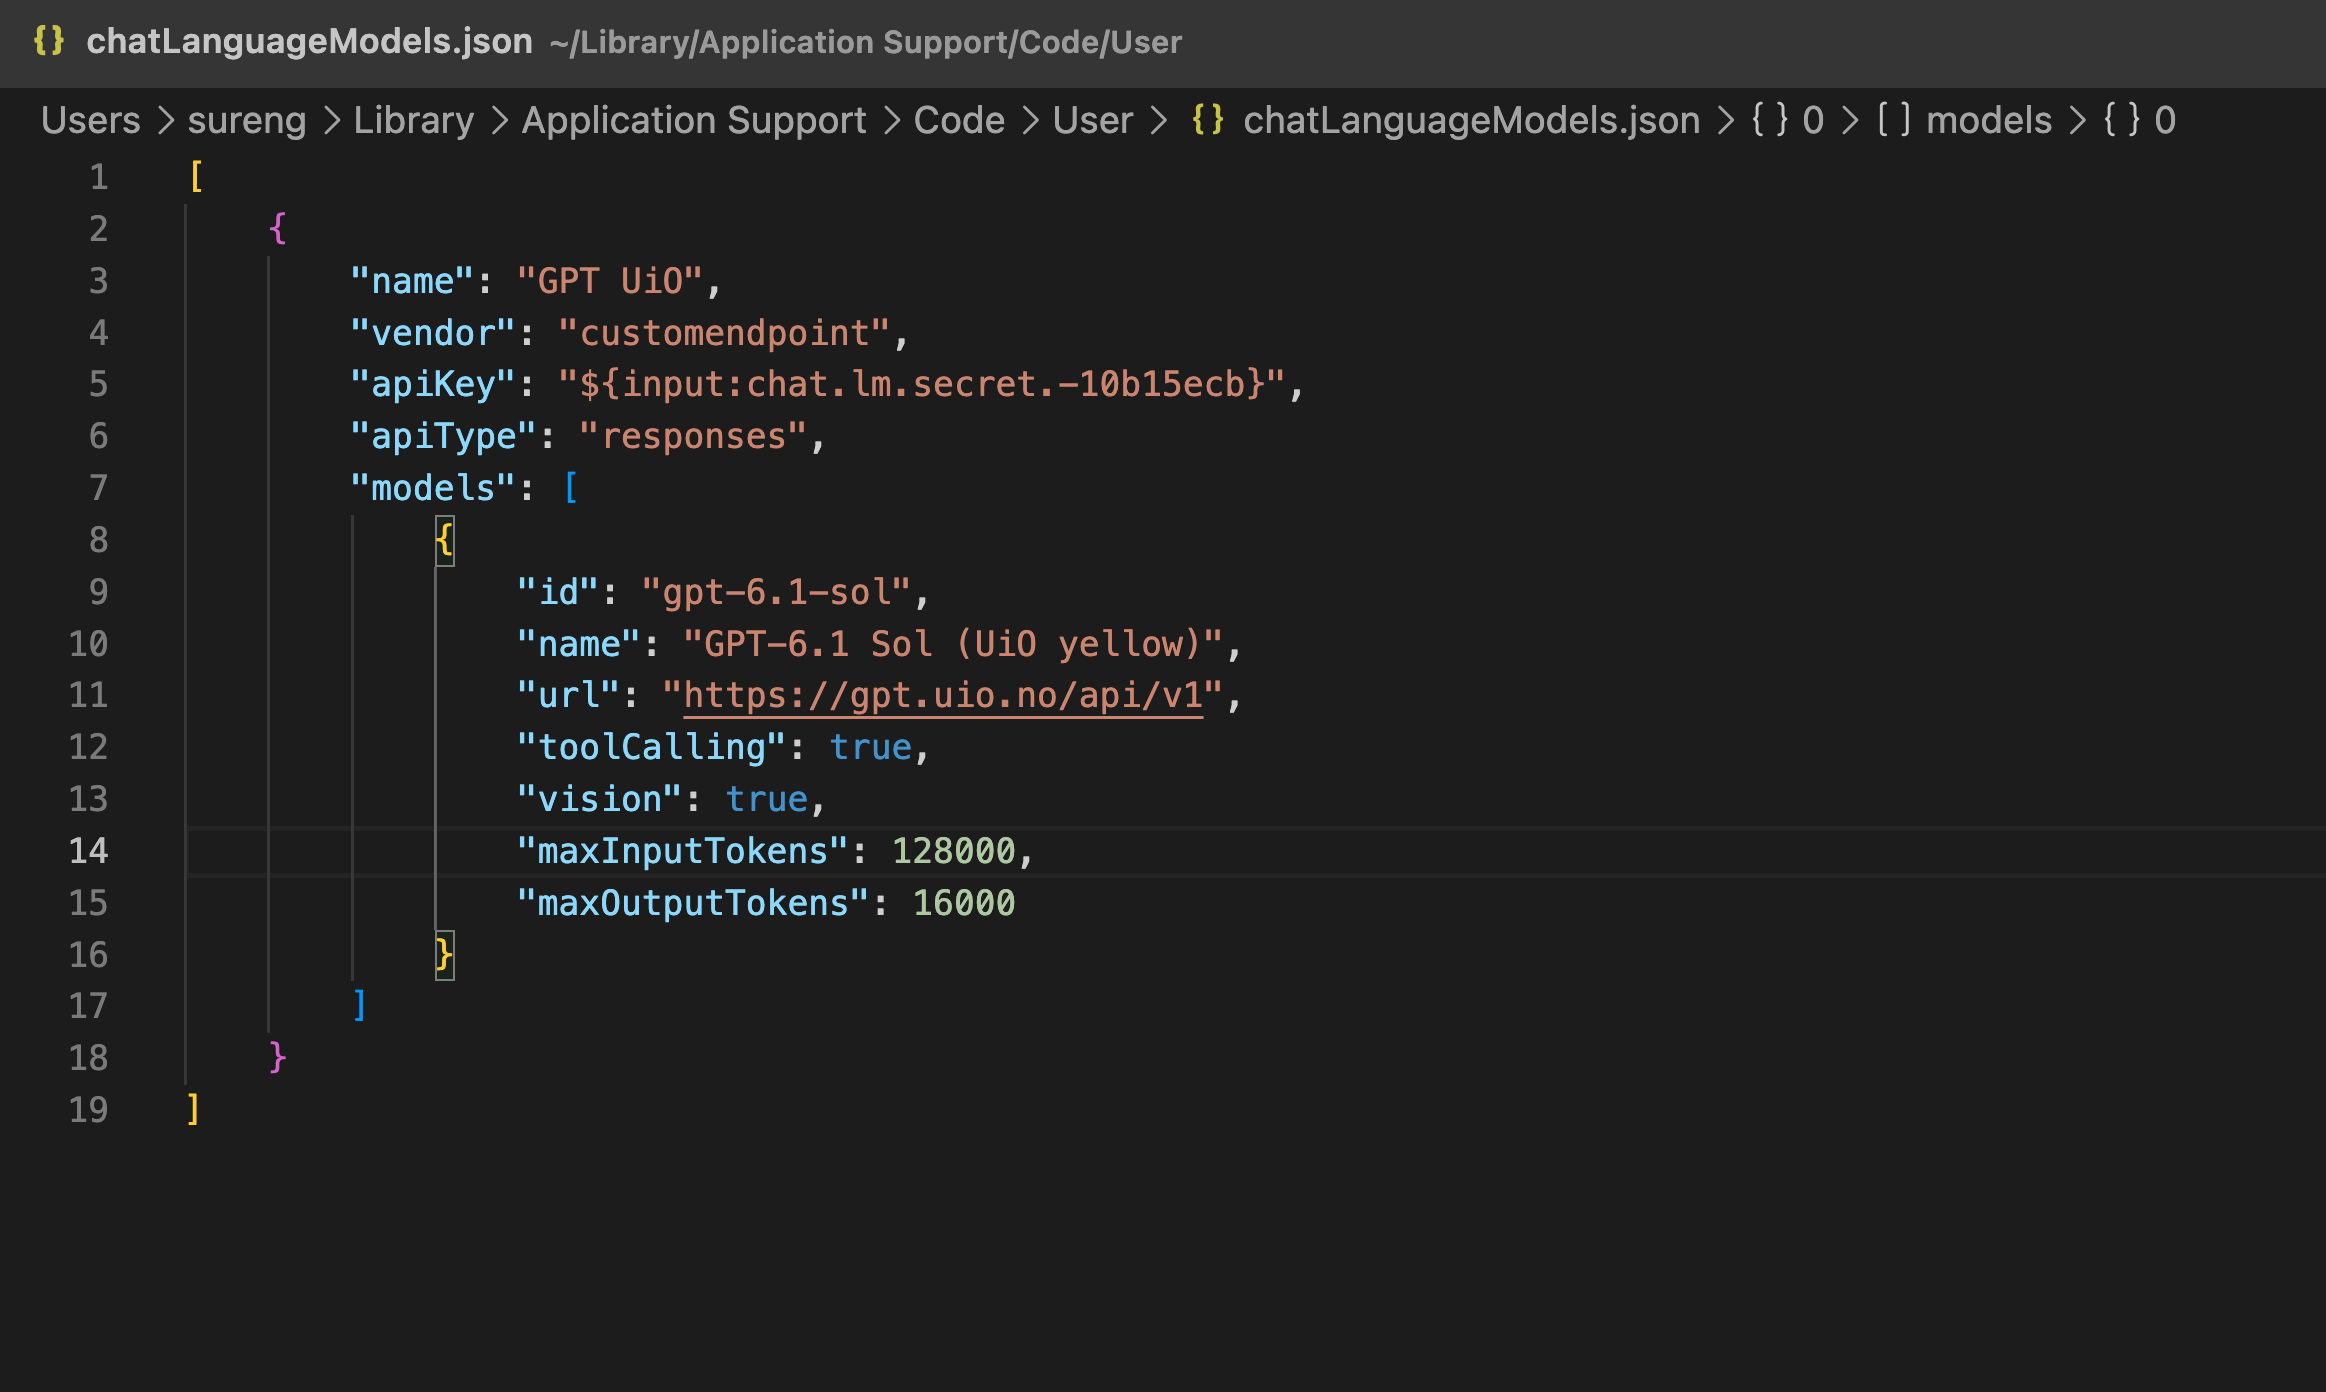 {} chatLanguageModels.json ~/Library/Application Support/Code/User
Users > sureng > Library > Application Support > Code > User > {} chatLanguageModels.json > { } 0 > [ ] models > { } 0
1 [
2 {
3 "name": "GPT UiO",
4 "vendor": "customendpoint",
5 "apiKey": "${input:chat.lm.secret.-10b15ecb}",
6 "apiType": "responses",
7 "models": [
8 {
9 "id": "gpt-6.1-sol",
10 "name": "GPT-6.1 Sol (UiO yellow)",
11 "url": "https://gpt.uio.no/api/v1",
12 "toolCalling": true,
13 "vision": true,
14 "maxInputTokens": 128000,
15 "maxOutputTokens": 16000
16 }
17 ]
18 }
19 ]